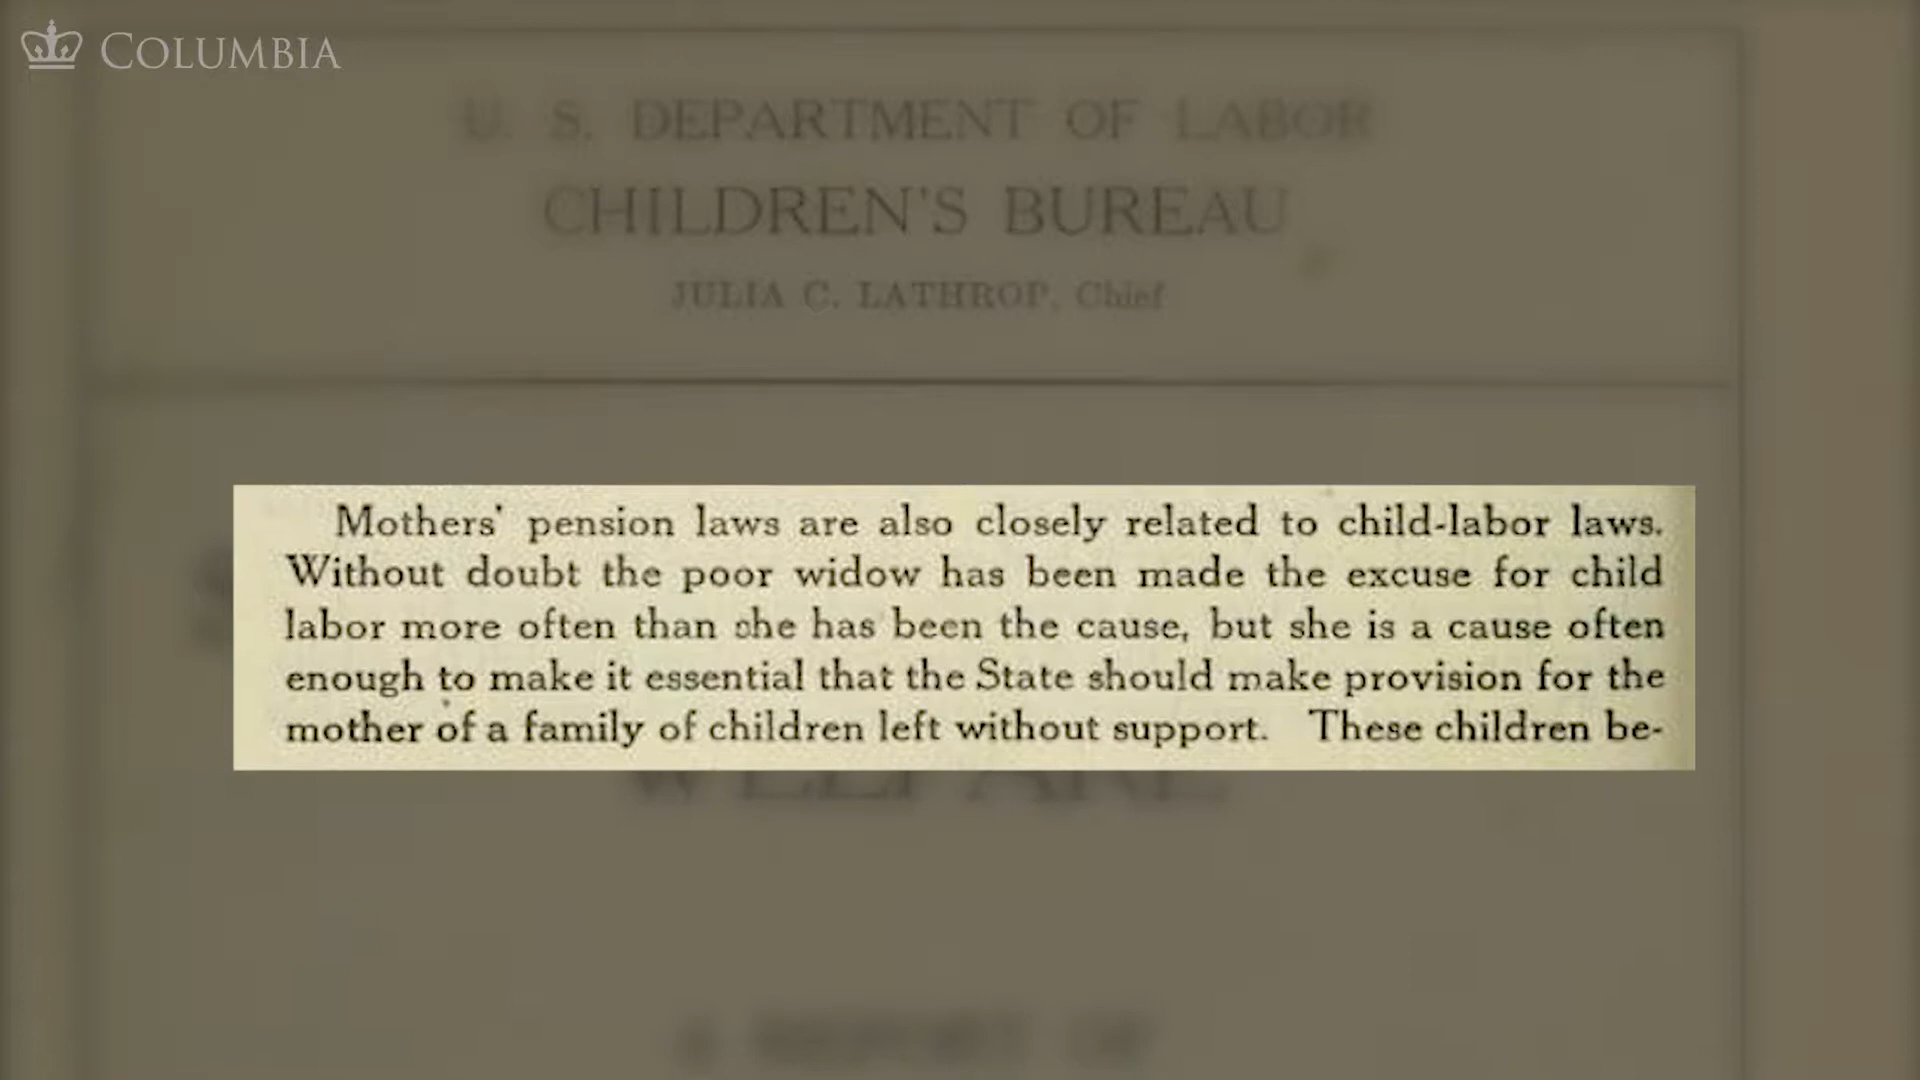 COLUMBIA
U. S. DEPARTMENT OF LABOR
CHILDREN'S BUREAU
JULIA C. LATHROP, Chief
Mothers' pension laws are also closely related to child-labor laws.
Without doubt the poor widow has been made the excuse for child
labor more often than she has been the cause, but she is a cause often
enough to make it essential that the State should make provision for the
mother of a family of children left without support. These children be-
WELFARE
A REPORT OF